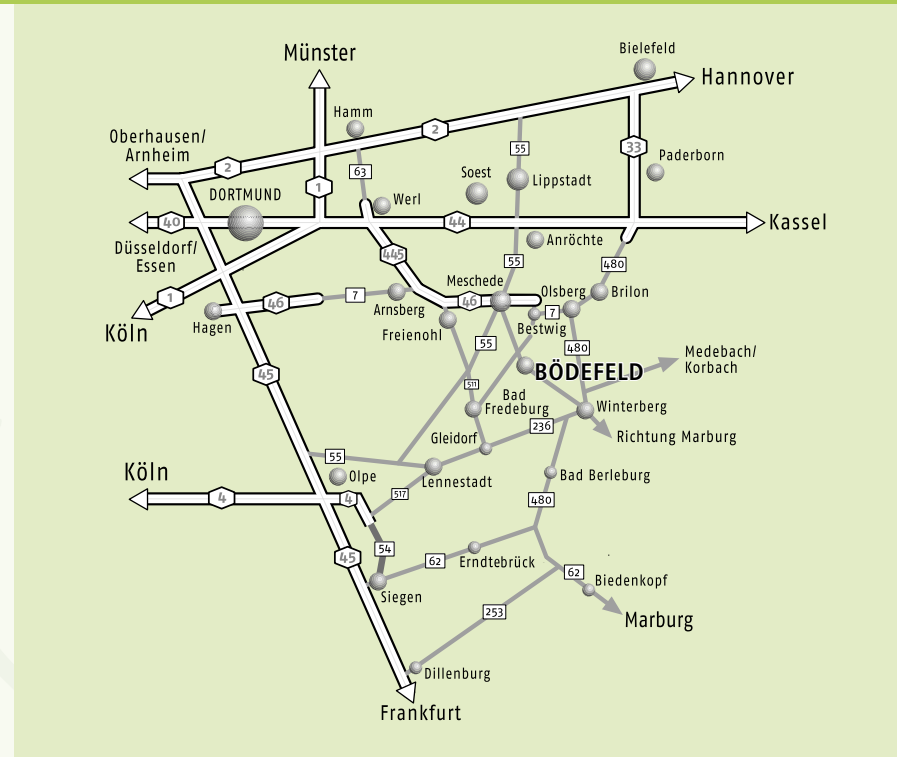 Bielefeld
Münster
Hannover
Hamm
2
Oberhausen/
Arnheim
33
55
Paderborn
2
63
Soest
Lippstadt
DORTMUND
1
Werl
40
44
Kassel
Anröchte
Düsseldorf/
Essen
445
55
480
Meschede
Olsberg
Brilon
1
46
7
46
Arnsberg
7
Köln
Hagen
Freienohl
Bestwig
55
480
Medebach/
Korbach
45
BÖDEFELD
511
Bad
Fredeburg
Winterberg
236
Gleidorf
Richtung Marburg
55
Köln
Olpe
Lennestadt
Bad Berleburg
4
4
517
480
54
45
62
Erndtebrück
62
Biedenkopf
Siegen
253
Marburg
Dillenburg
Frankfurt